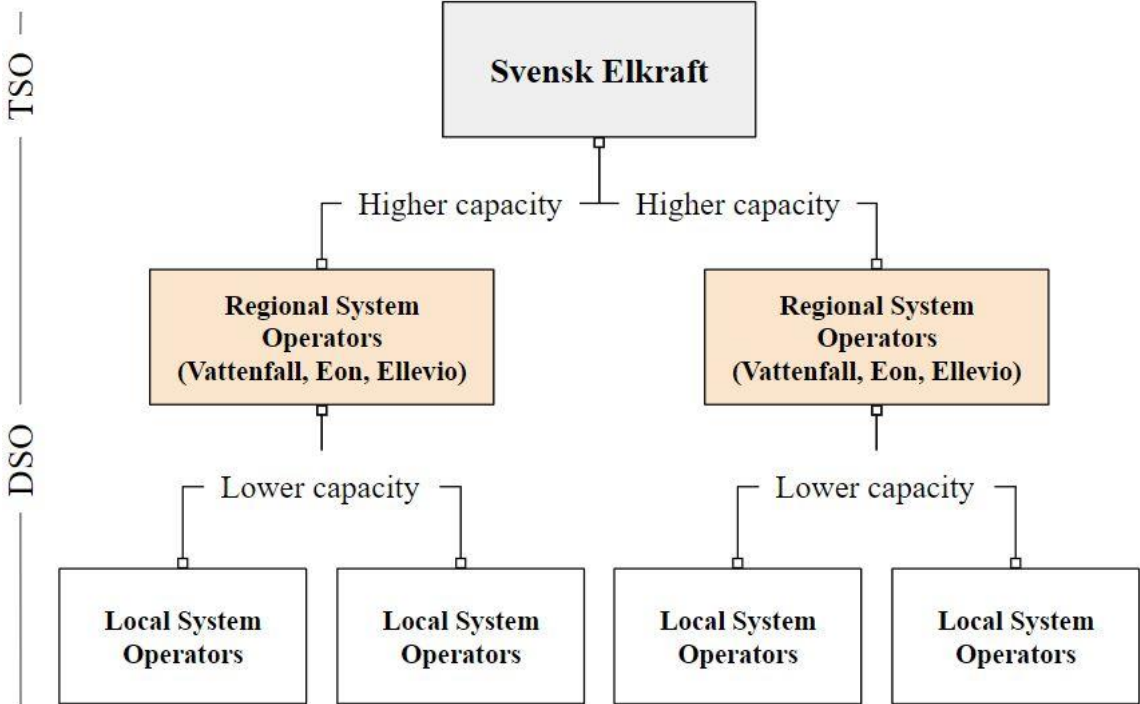 TSO
Svensk Elkraft
Higher capacity
Higher capacity
Regional System
Operators
(Vattenfall, Eon, Ellevio)
Regional System
Operators
(Vattenfall, Eon, Ellevio)
DSO
Lower capacity
Lower capacity
Local System
Operators
Local System
Operators
Local System
Operators
Local System
Operators